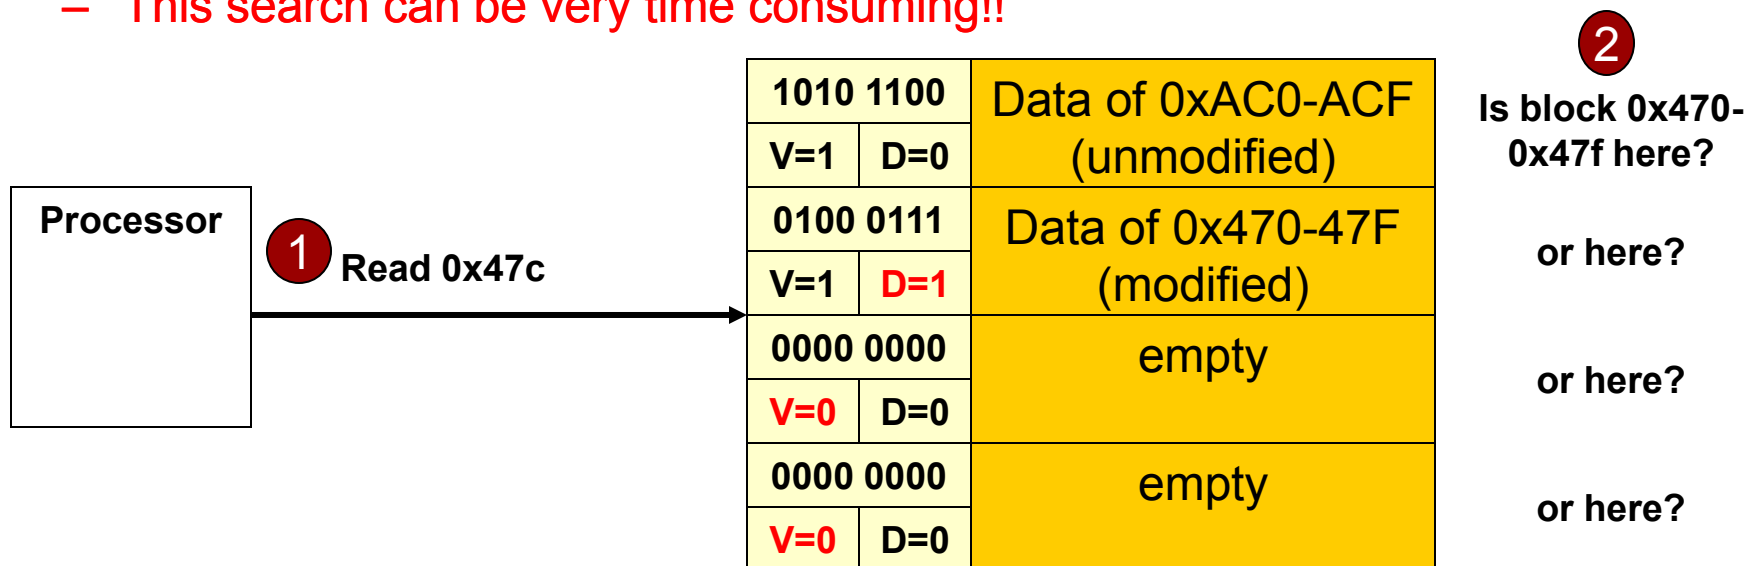 – This search can be very time consuming!!
2
1010 1100
Data of 0xAC0-ACF
(unmodified)
V=1 D=0
Is block 0x470-
0x47f here?
Processor
1
Read 0x47c
0100 0111
Data of 0x470-47F
(modified)
V=1 D=1
or here?
0000 0000
empty
V=0 D=0
or here?
0000 0000
empty
V=0 D=0
or here?